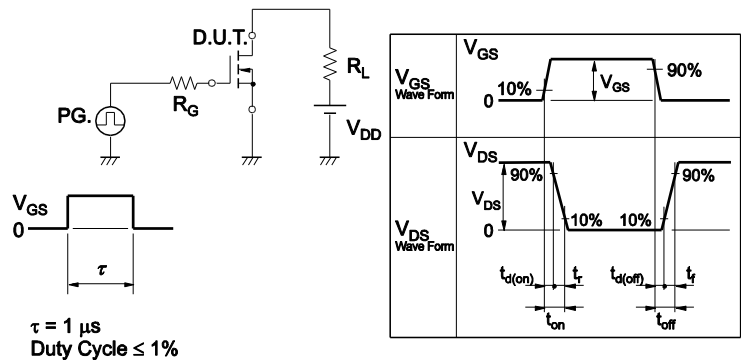 D.U.T.
R_L
R_G
PG.
V_DD
V_GS
0
τ
τ = 1 μs
Duty Cycle ≤ 1%
V_GS
Wave Form
V_GS
10%
0
V_GS
90%
V_DS
Wave Form
V_DS
90%
V_DS
0
10%
10%
90%
t_d(on)
t_r
t_d(off)
t_f
t_on
t_off